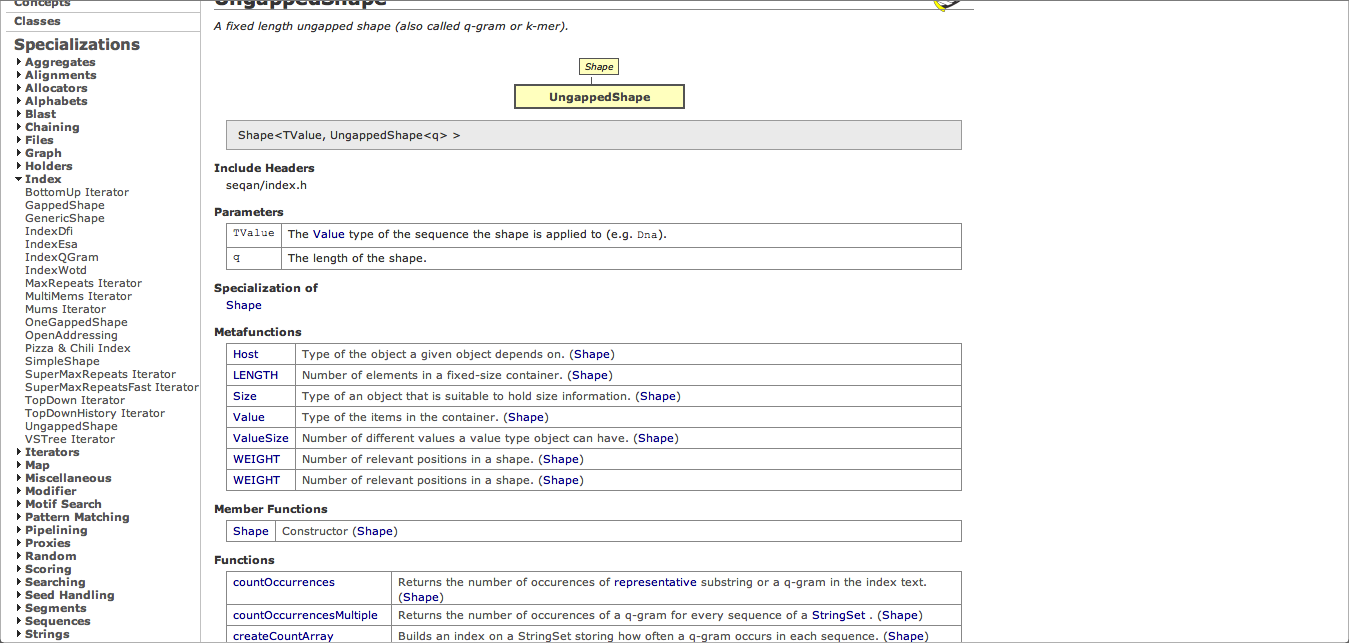 Concepts
Classes
Specializations
Aggregates
Alignments
Allocators
Alphabets
Blast
Chaining
Files
Graph
Holders
Index
BottomUp Iterator
GappedShape
GenericShape
IndexDfi
IndexEsa
IndexQGram
IndexWotd
MaxRepeats Iterator
MultiMems Iterator
Mums Iterator
OneGappedShape
OpenAddressing
Pizza & Chili Index
SimpleShape
SuperMaxRepeats Iterator
SuperMaxRepeatsFast Iterator
TopDown Iterator
TopDownHistory Iterator
UngappedShape
VSTree Iterator
Iterators
Map
Miscellaneous
Modifier
Motif Search
Pattern Matching
Pipelining
Proxies
Random
Scoring
Searching
Seed Handling
Segments
Sequences
Strings
UngappedShape
A fixed length ungapped shape (also called q-gram or k-mer).
Shape
UngappedShape
Shape<TValue, UngappedShape<q> >
Include Headers
seqan/index.h
Parameters
TValue The Value type of the sequence the shape is applied to (e.g. Dna).
q The length of the shape.
Specialization of
Shape
Metafunctions
Host Type of the object a given object depends on. (Shape)
LENGTH Number of elements in a fixed-size container. (Shape)
Size Type of an object that is suitable to hold size information. (Shape)
Value Type of the items in the container. (Shape)
ValueSize Number of different values a value type object can have. (Shape)
WEIGHT Number of relevant positions in a shape. (Shape)
WEIGHT Number of relevant positions in a shape. (Shape)
Member Functions
Shape Constructor (Shape)
Functions
countOccurrences Returns the number of occurences of representative substring or a q-gram in the index text.
(Shape)
countOccurrencesMultiple Returns the number of occurences of a q-gram for every sequence of a StringSet . (Shape)
createCountArray Builds an index on a StringSet storing how often a q-gram occurs in each sequence. (Shape)